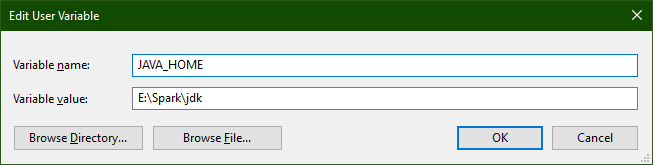 Edit User Variable
Variable name: JAVA_HOME
Variable value: E:\Spark\jdk
Browse Directory... Browse File... OK Cancel